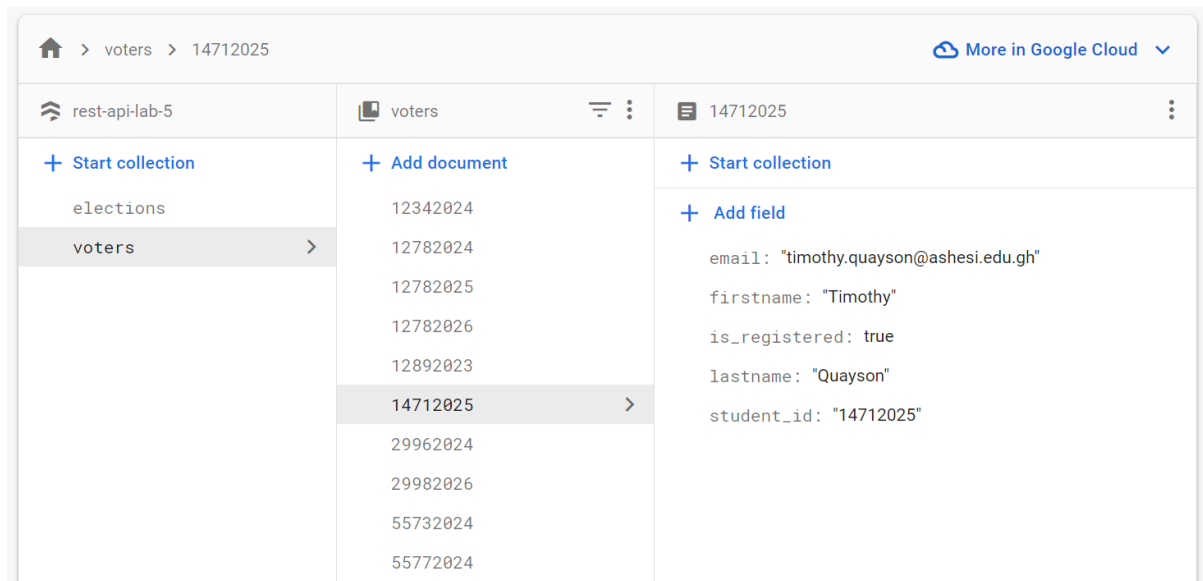 voters > 14712025
More in Google Cloud
rest-api-lab-5
Start collection
elections
voters
voters
Add document
12342024
12782024
12782025
12782026
12892023
14712025
29962024
29982026
55732024
55772024
14712025
Start collection
Add field
email: "timothy.quayson@ashesi.edu.gh"
firstname: "Timothy"
is_registered: true
lastname: "Quayson"
student_id: "14712025"